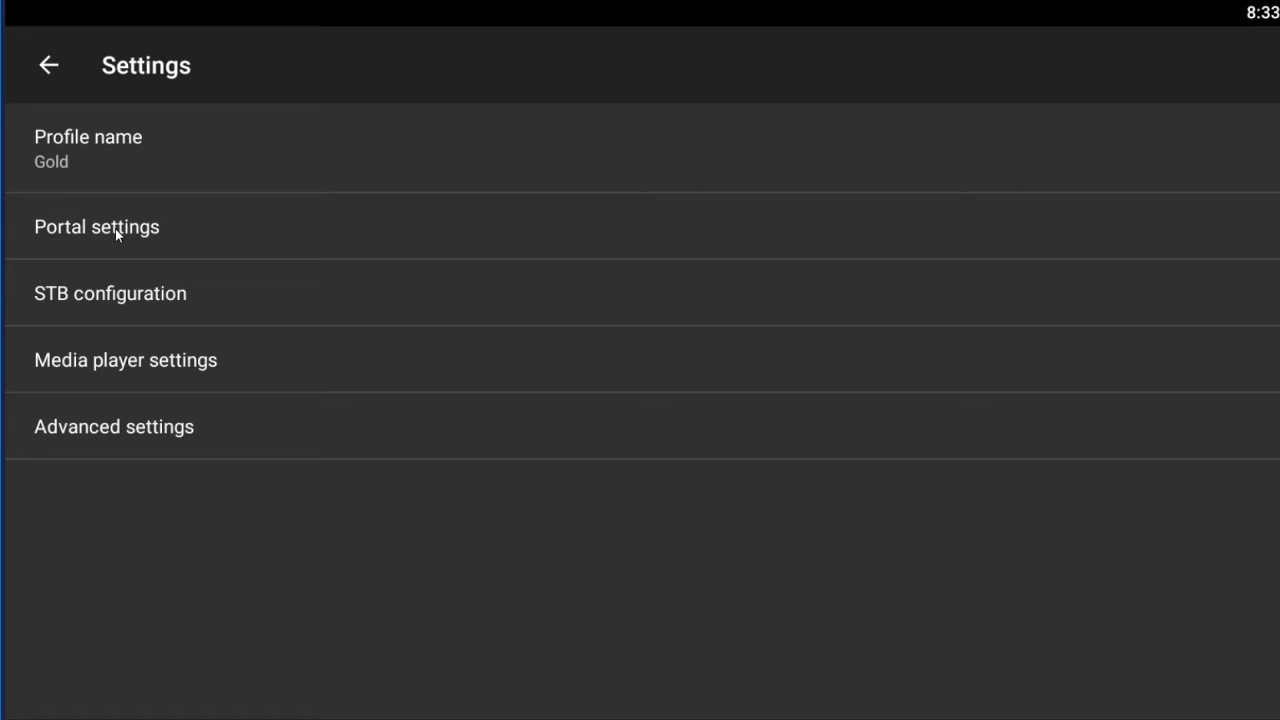 8:33
Settings
Profile name
Gold
Portal settings
STB configuration
Media player settings
Advanced settings